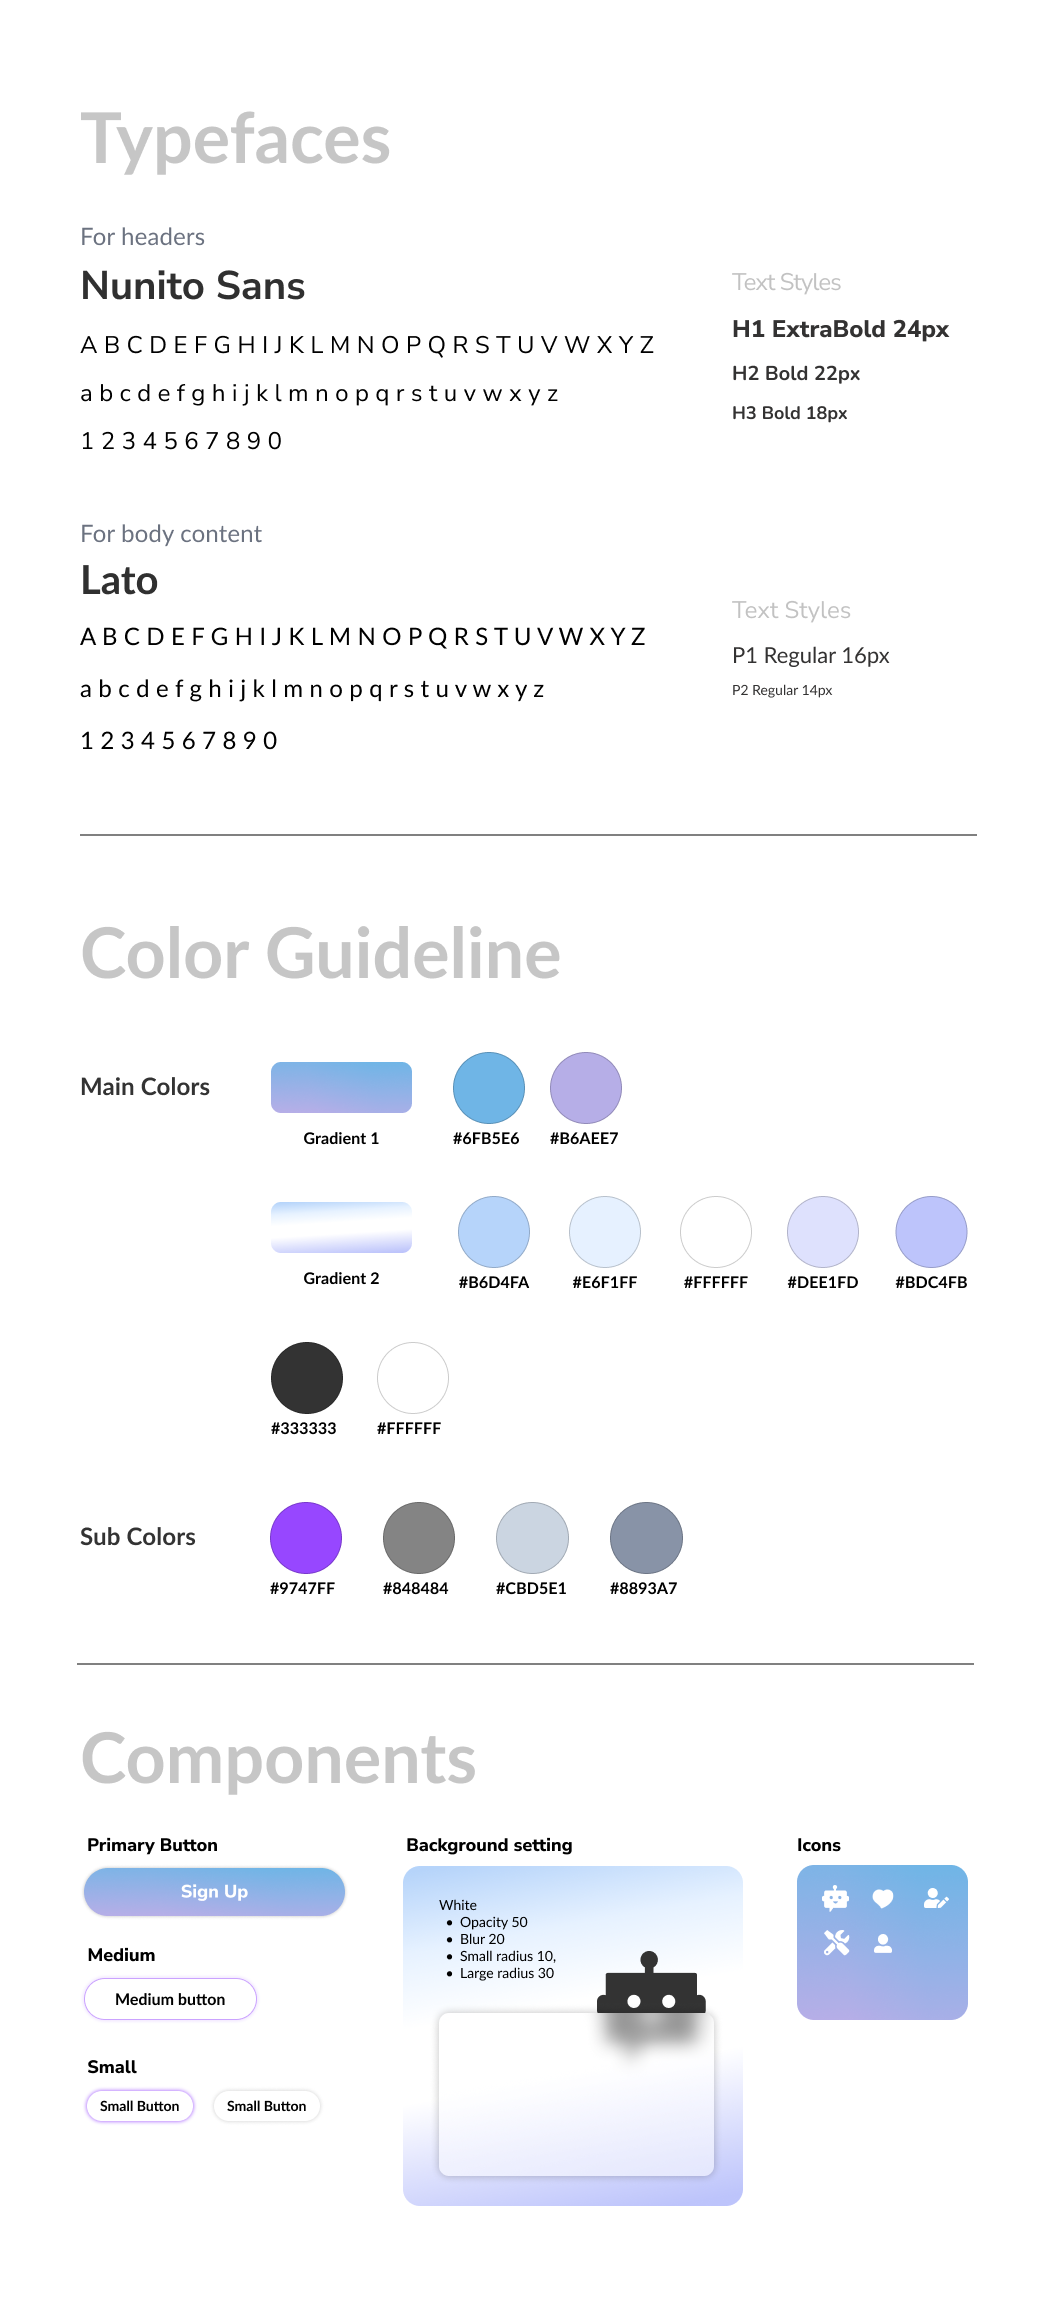 Typefaces
For headers
Nunito Sans
A B C D E F G H I J K L M N O P Q R S T U V W X Y Z
a b c d e f g h i j k l m n o p q r s t u v w x y z
1 2 3 4 5 6 7 8 9 0
Text Styles
H1 ExtraBold 24px
H2 Bold 22px
H3 Bold 18px
For body content
Lato
A B C D E F G H I J K L M N O P Q R S T U V W X Y Z
a b c d e f g h i j k l m n o p q r s t u v w x y z
1 2 3 4 5 6 7 8 9 0
Text Styles
P1 Regular 16px
P2 Regular 14px
Color Guideline
Main Colors
Gradient 1
#6FB5E6
#B6AEE7
Gradient 2
#B6D4FA
#E6F1FF
#FFFFFF
#DEE1FD
#BDC4FB
#333333
#FFFFFF
Sub Colors
#9747FF
#848484
#CBD5E1
#8893A7
Components
Primary Button
Sign Up
Medium
Medium button
Small
Small Button
Small Button
Background setting
White
• Opacity 50
• Blur 20
• Small radius 10,
• Large radius 30
Icons